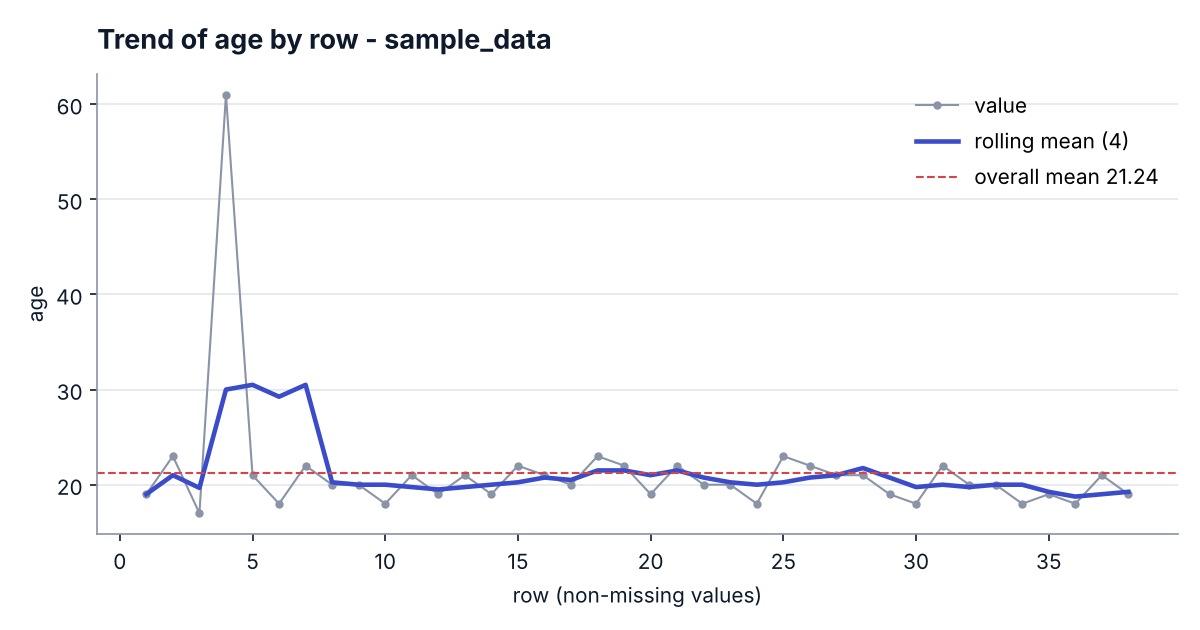 Trend of age by row - sample_data
value
rolling mean (4)
overall mean 21.24
age
60
50
40
30
20
0 5 10 15 20 25 30 35
row (non-missing values)